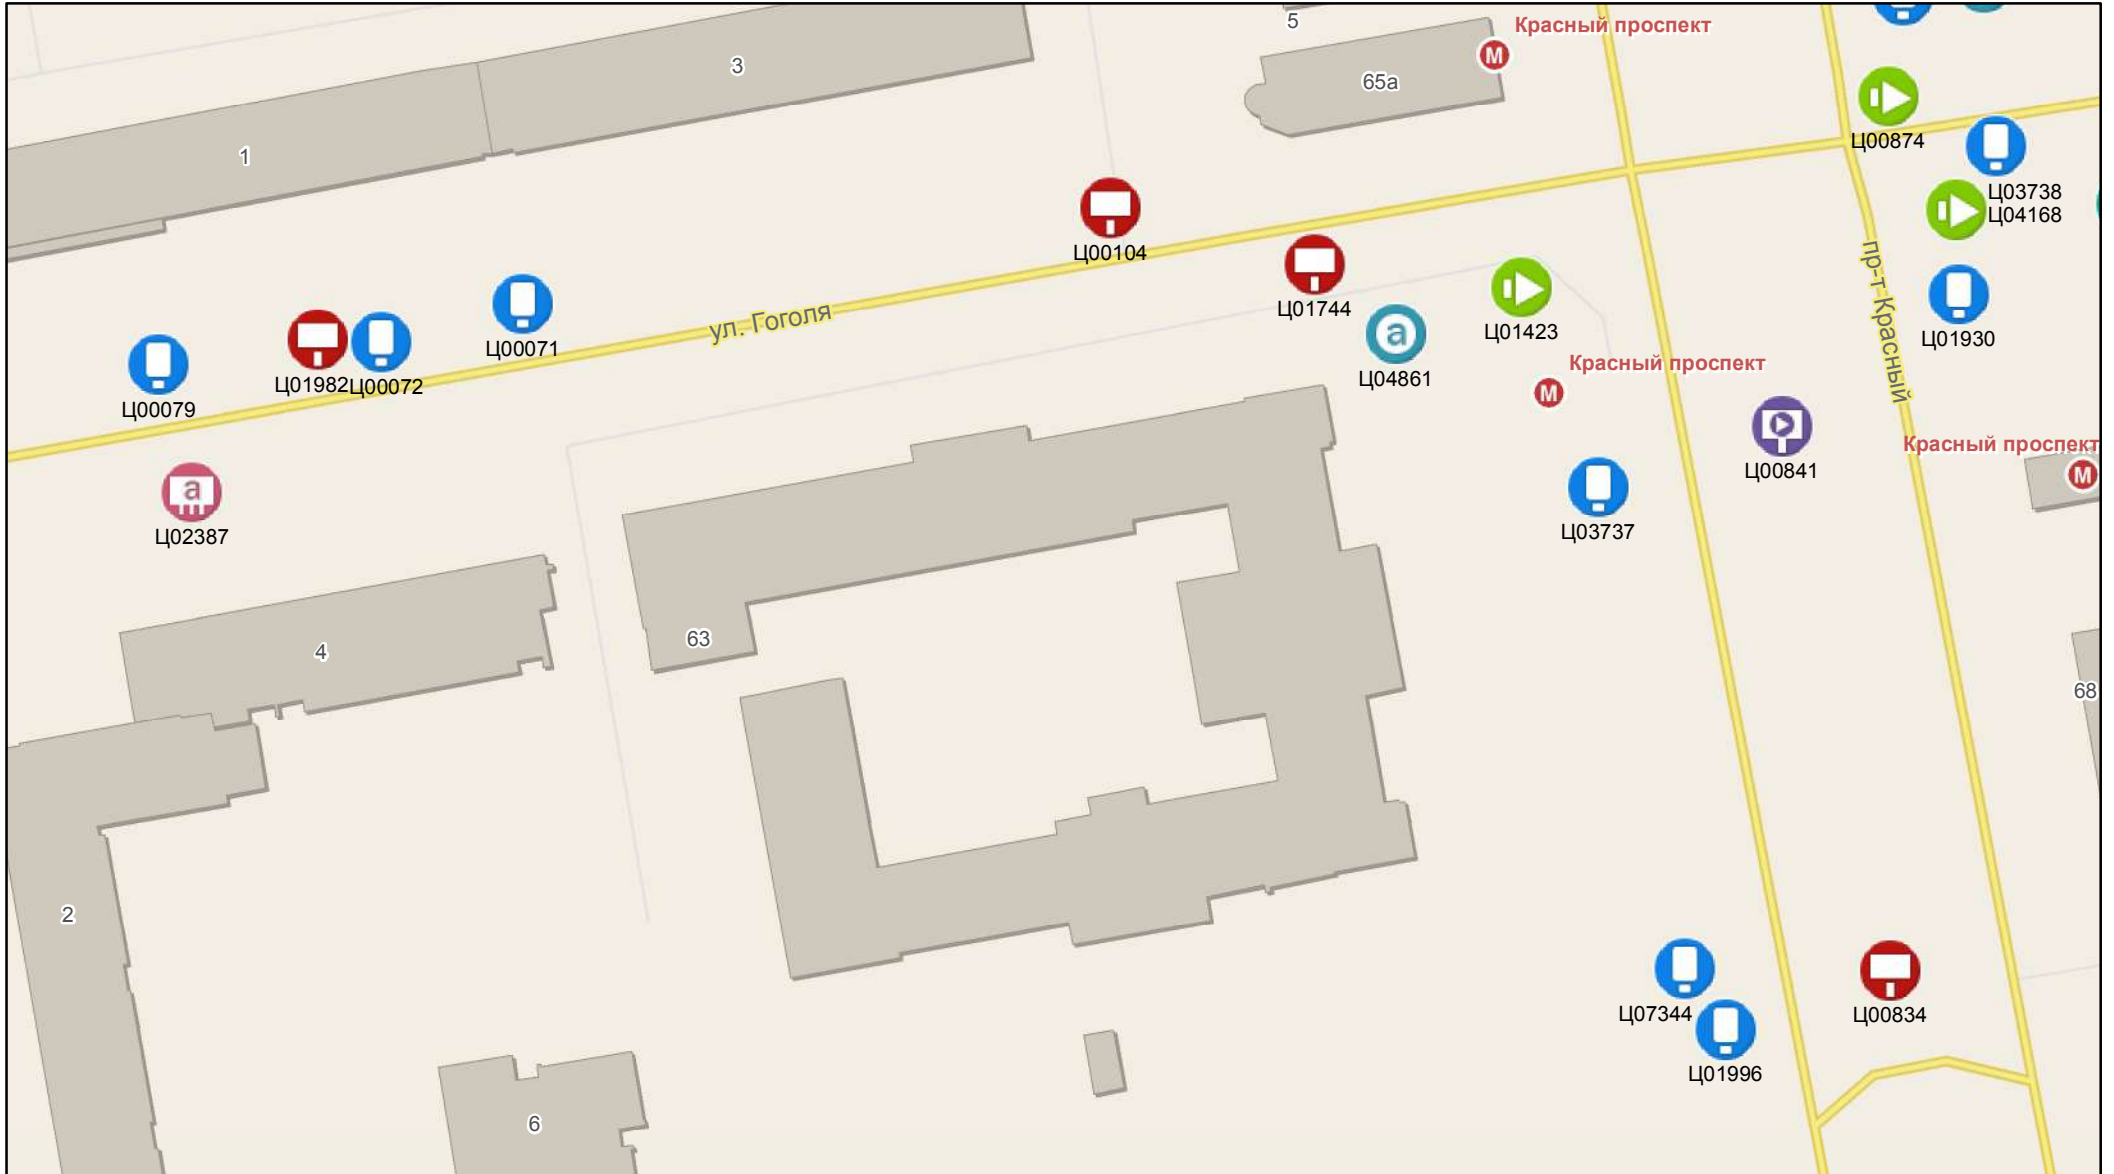 5
Красный проспект
М
3
65а
1
Ц00874
Ц03738
Ц04168
Ц00104
Ц01744
Ц01423
Ц01930
ул. Гоголя
пр-т Красный
Ц00071
Ц01982
Ц00072
Ц00079
а
Ц04861
Красный проспект
М
Ц00841
Красный проспект
М
а
Ц02387
Ц03737
63
4
68
2
Ц07344
Ц00834
Ц01996
6